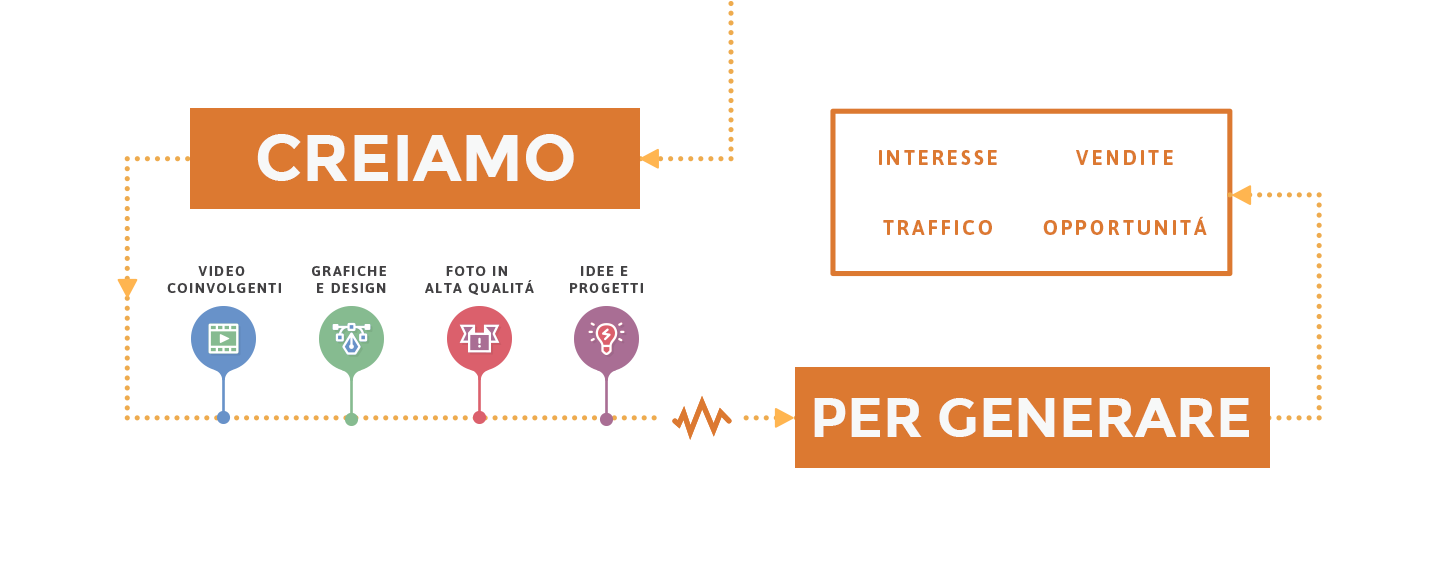 CREIAMO
VIDEO
COINVOLGENTI
GRAFICHE
E DESIGN
FOTO IN
ALTA QUALITÁ
IDEE E
PROGETTI
PER GENERARE
INTERESSE
VENDITE
TRAFFICO
OPPORTUNITÁ